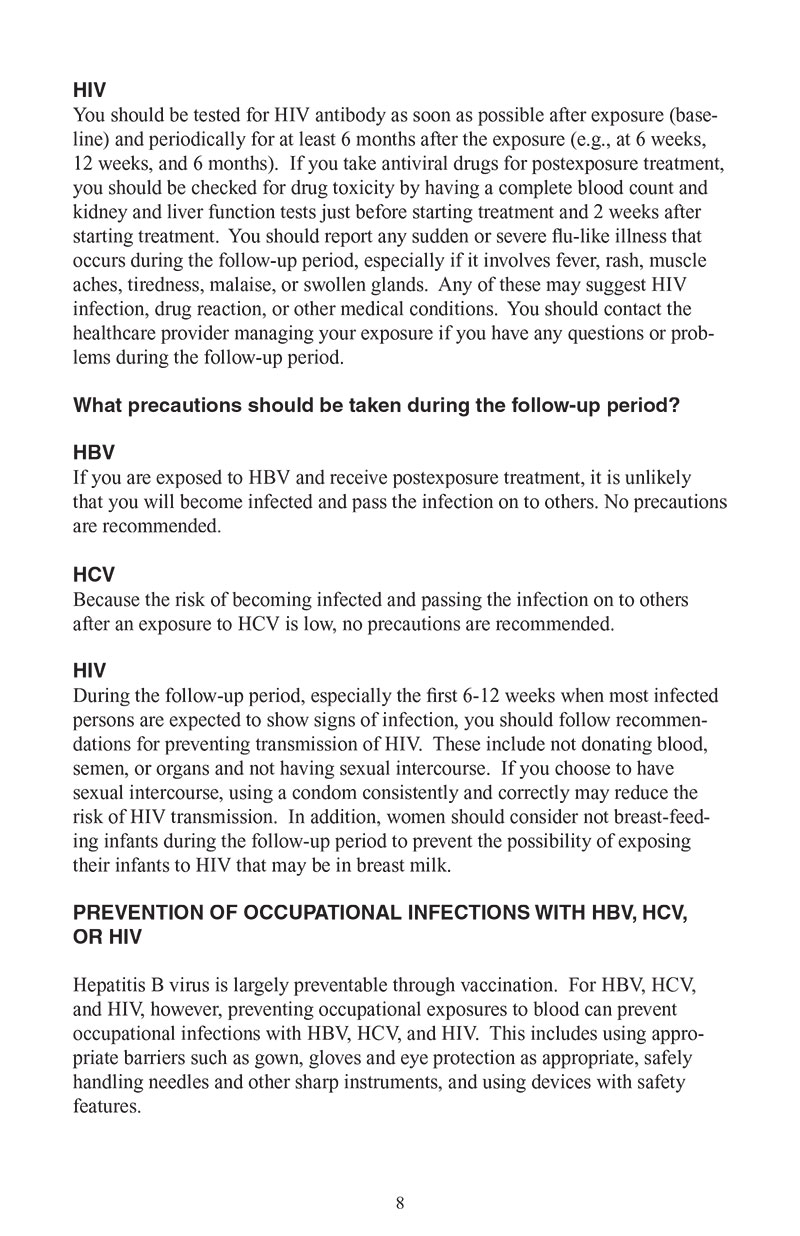 HIV
You should be tested for HIV antibody as soon as possible after exposure (base-
line) and periodically for at least 6 months after the exposure (e.g., at 6 weeks,
12 weeks, and 6 months).  If you take antiviral drugs for postexposure treatment,
you should be checked for drug toxicity by having a complete blood count and
kidney and liver function tests just before starting treatment and 2 weeks after
starting treatment.  You should report any sudden or severe flu-like illness that
occurs during the follow-up period, especially if it involves fever, rash, muscle
aches, tiredness, malaise, or swollen glands.  Any of these may suggest HIV
infection, drug reaction, or other medical conditions.  You should contact the
healthcare provider managing your exposure if you have any questions or prob-
lems during the follow-up period.
What precautions should be taken during the follow-up period?
HBV
If you are exposed to HBV and receive postexposure treatment, it is unlikely
that you will become infected and pass the infection on to others. No precautions
are recommended.
HCV
Because the risk of becoming infected and passing the infection on to others
after an exposure to HCV is low, no precautions are recommended.
HIV
During the follow-up period, especially the first 6-12 weeks when most infected
persons are expected to show signs of infection, you should follow recommen-
dations for preventing transmission of HIV.  These include not donating blood,
semen, or organs and not having sexual intercourse.  If you choose to have
sexual intercourse, using a condom consistently and correctly may reduce the
risk of HIV transmission.  In addition, women should consider not breast-feed-
ing infants during the follow-up period to prevent the possibility of exposing
their infants to HIV that may be in breast milk.
PREVENTION OF OCCUPATIONAL INFECTIONS WITH HBV, HCV,
OR HIV
Hepatitis B virus is largely preventable through vaccination.  For HBV, HCV,
and HIV, however, preventing occupational exposures to blood can prevent
occupational infections with HBV, HCV, and HIV.  This includes using appro-
priate barriers such as gown, gloves and eye protection as appropriate, safely
handling needles and other sharp instruments, and using devices with safety
features.
8